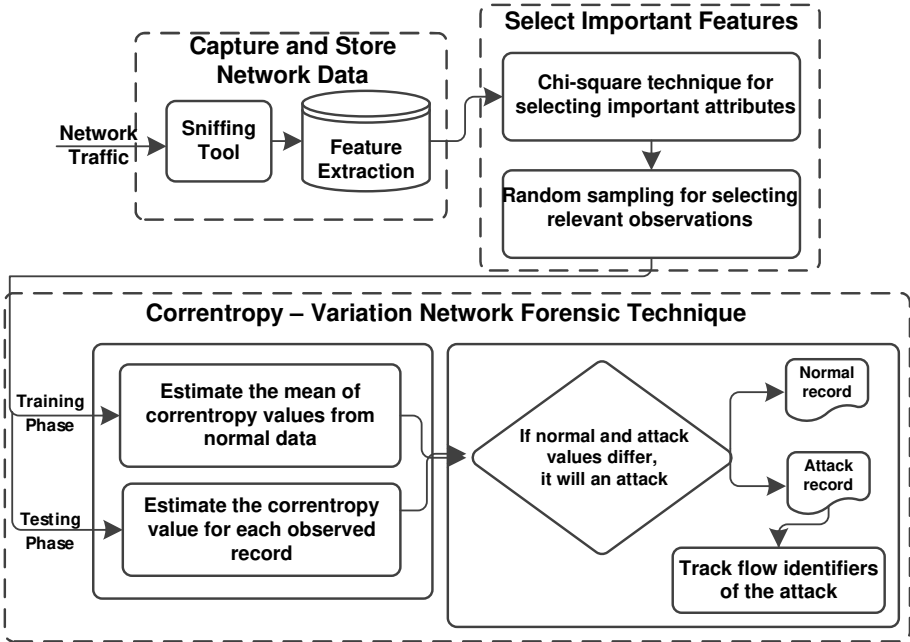 Capture and Store
Network Data
Network
Traffic
Sniffing
Tool
Feature
Extraction
Select Important Features
Chi-square technique for
selecting important attributes
Random sampling for selecting
relevant observations
Correntropy – Variation Network Forensic Technique
Training
Phase
Estimate the mean of
correntropy values from
normal data
Testing
Phase
Estimate the correntropy
value for each observed
record
If normal and attack
values differ,
it will an attack
Normal
record
Attack
record
Track flow identifiers
of the attack